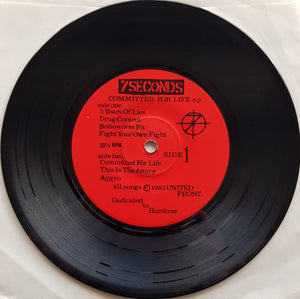 7SECONDS
COMMITTED FOR LIFE e.p
side one
5 Years Of Lies
Drug Control
Bottomless Pit
Fight Your Own Fight
33⅓ RPM
SIDE 1
side two
Committed For Life
This Is The Angry
Aggro
all songs © 1983 UNITED FRONT
Dedicated to Hardcore